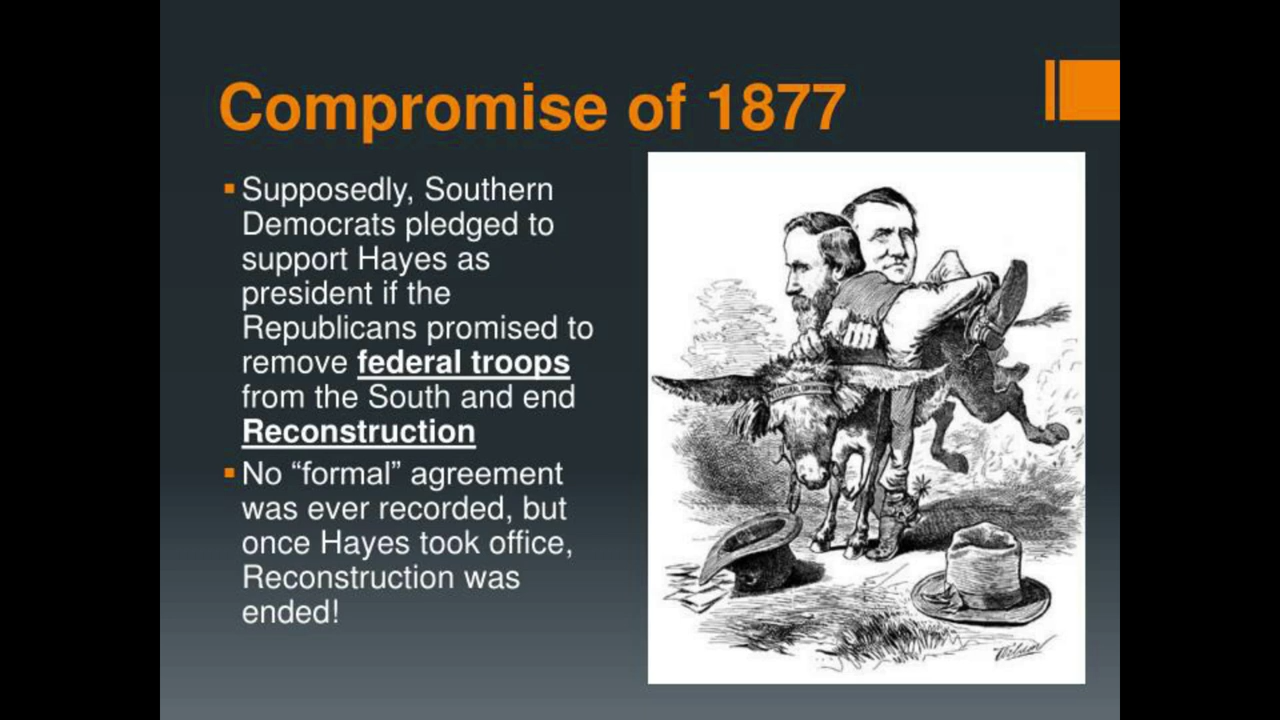 Compromise of 1877
Supposedly, Southern
Democrats pledged to
support Hayes as
president if the
Republicans promised to
remove federal troops
from the South and end
Reconstruction
No “formal” agreement
was ever recorded, but
once Hayes took office,
Reconstruction was
ended!
Wilson